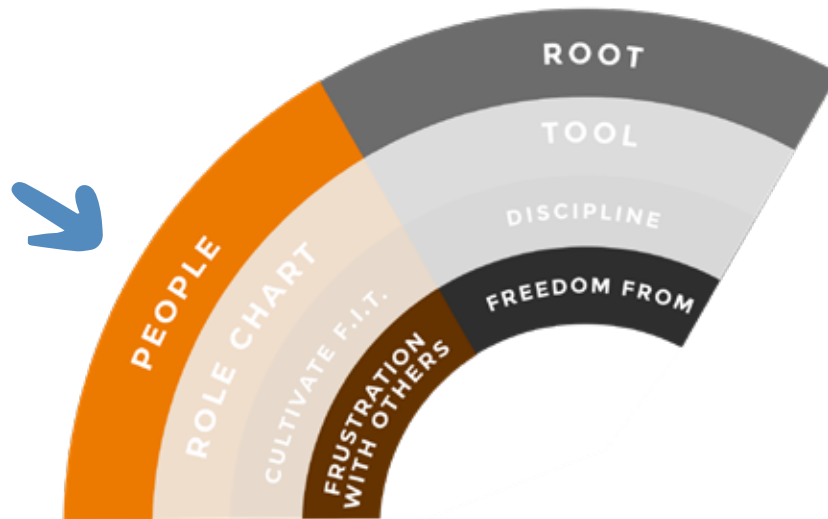 ROOT
TOOL
DISCIPLINE
FREEDOM FROM
PEOPLE
ROLE CHART
CULTIVATE F.I.T.
FRUSTRATION
WITH OTHERS